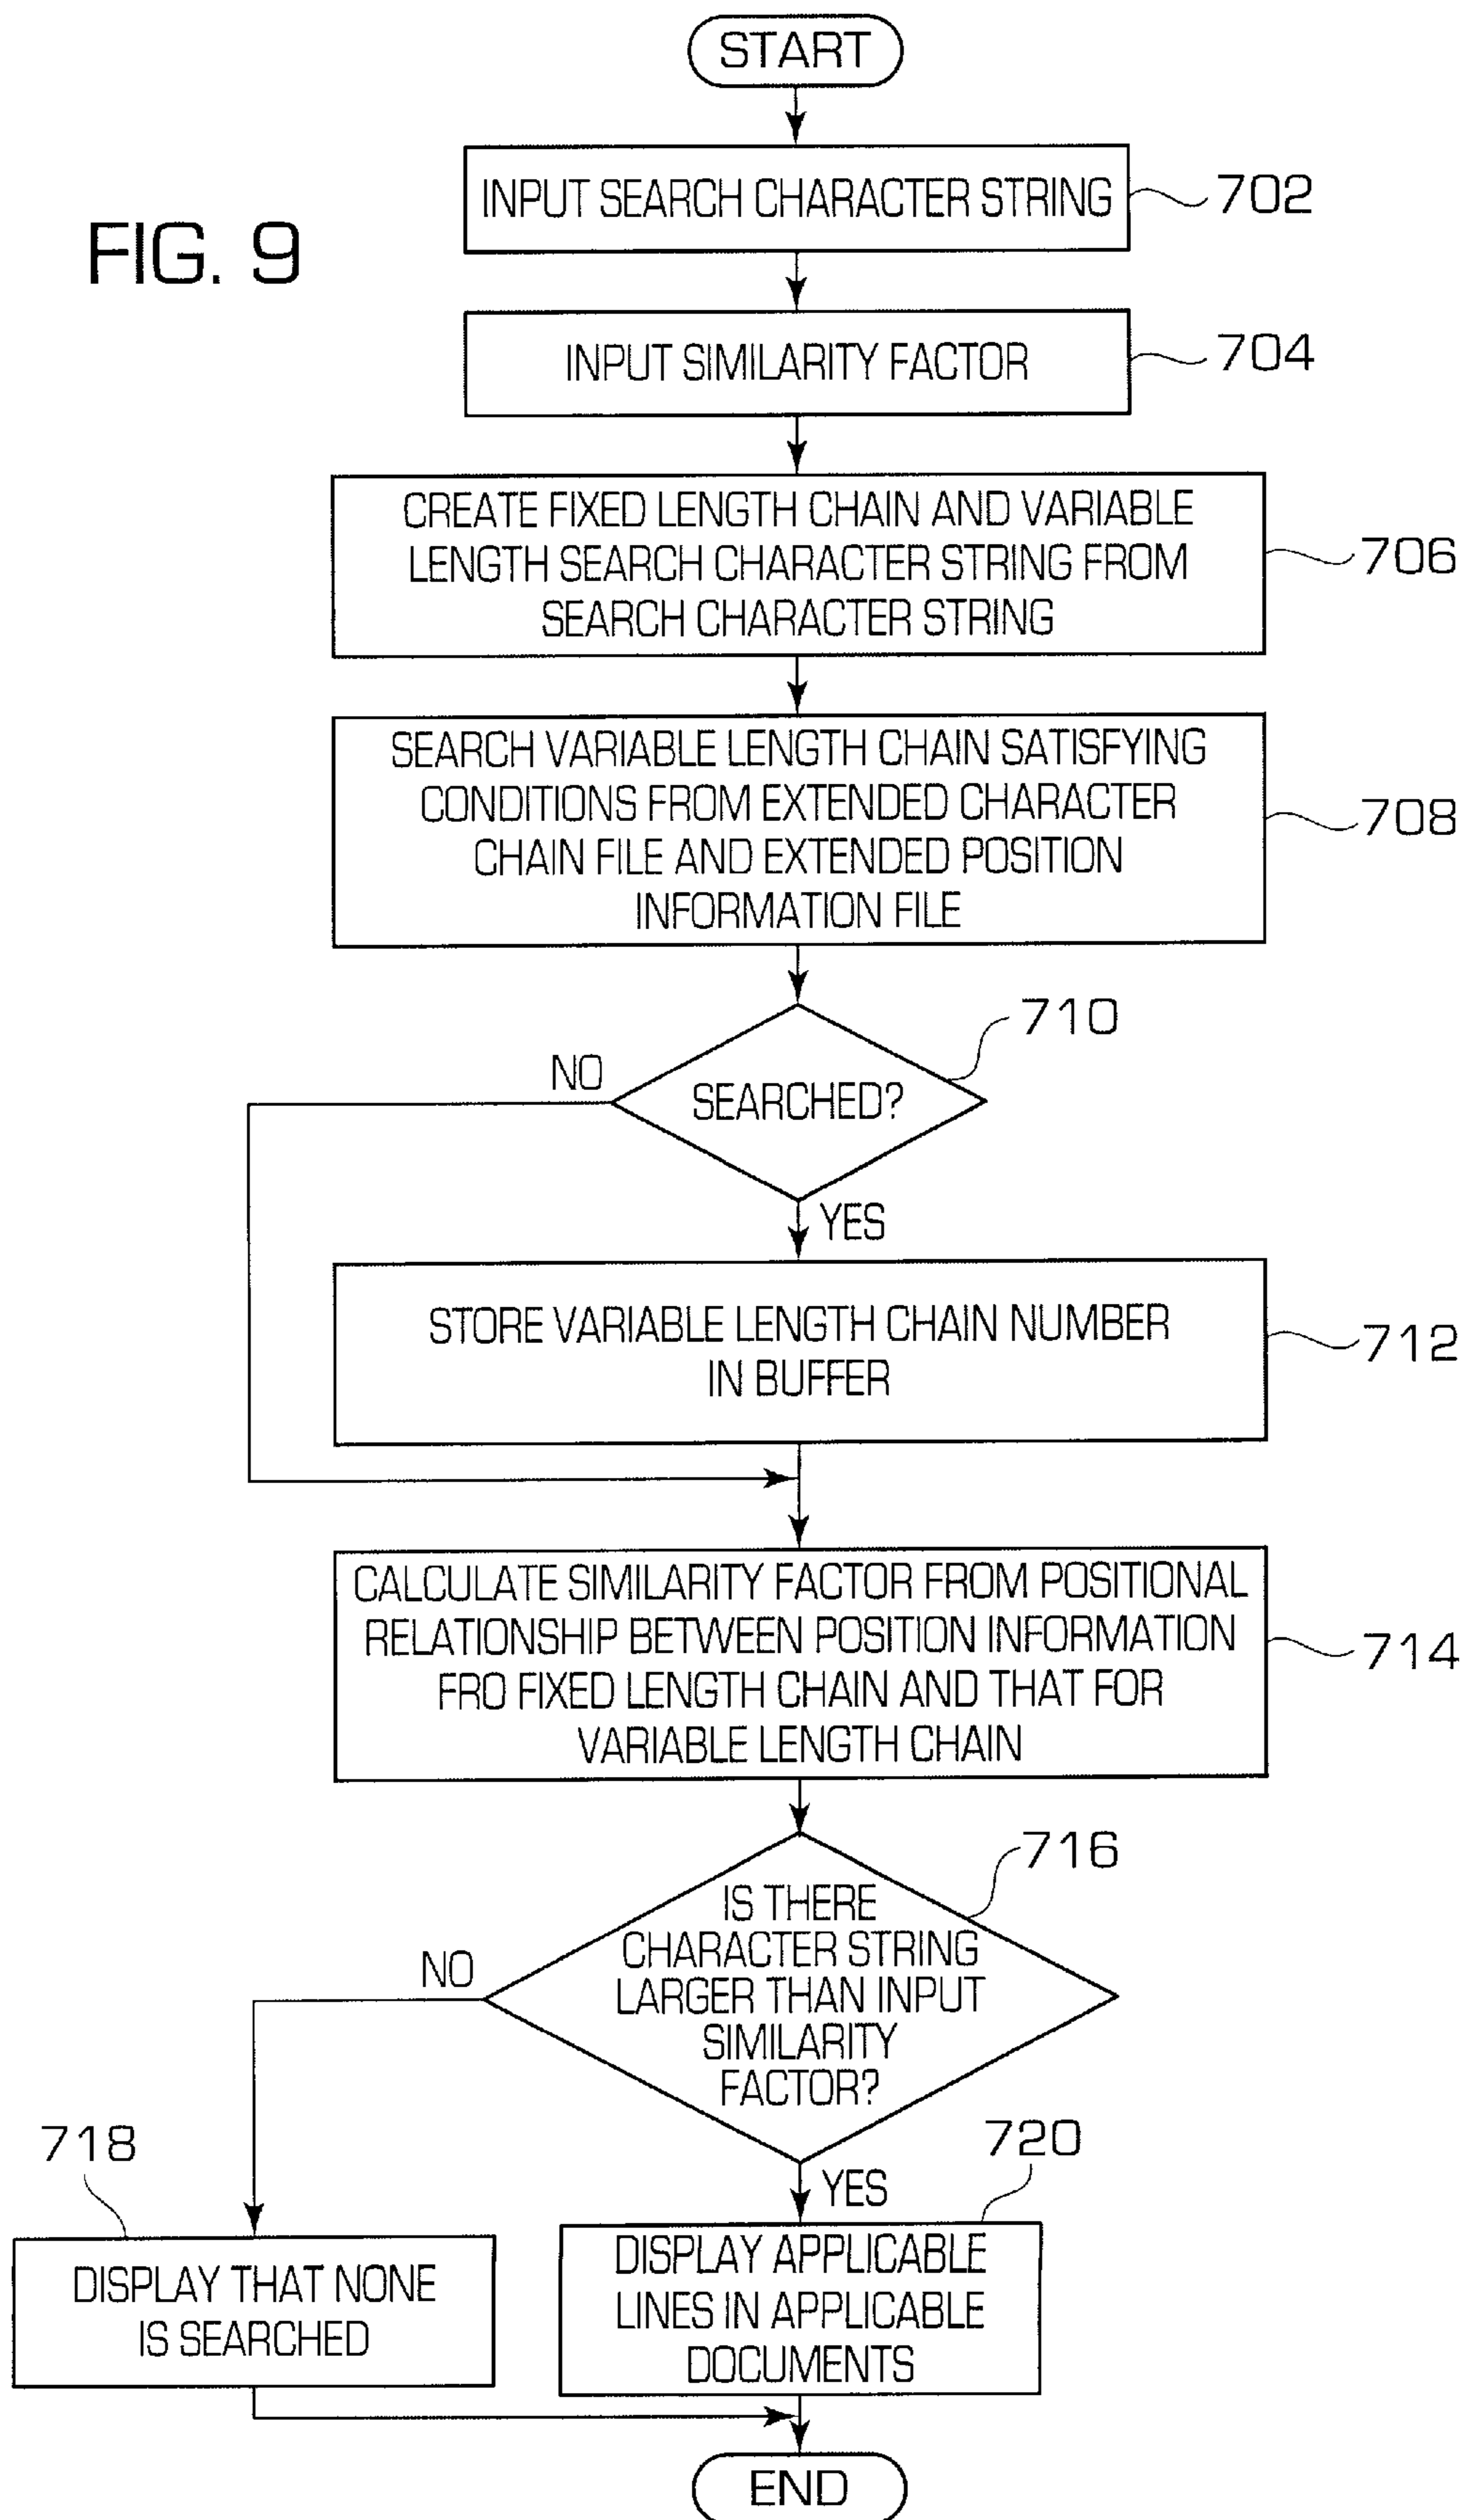 START
INPUT SEARCH CHARACTER STRING
702
FIG. 9
INPUT SIMILARITY FACTOR
704
CREATE FIXED LENGTH CHAIN AND VARIABLE
LENGTH SEARCH CHARACTER STRING FROM
SEARCH CHARACTER STRING
706
SEARCH VARIABLE LENGTH CHAIN SATISFYING
CONDITIONS FROM EXTENDED CHARACTER
CHAIN FILE AND EXTENDED POSITION
INFORMATION FILE
708
710
NO
SEARCHED?
YES
STORE VARIABLE LENGTH CHAIN NUMBER
IN BUFFER
712
CALCULATE SIMILARITY FACTOR FROM POSITIONAL
RELATIONSHIP BETWEEN POSITION INFORMATION
FRO FIXED LENGTH CHAIN AND THAT FOR
VARIABLE LENGTH CHAIN
714
716
IS THERE
CHARACTER STRING
LARGER THAN INPUT
SIMILARITY
FACTOR?
NO
718
720
YES
DISPLAY THAT NONE
IS SEARCHED
DISPLAY APPLICABLE
LINES IN APPLICABLE
DOCUMENTS
END